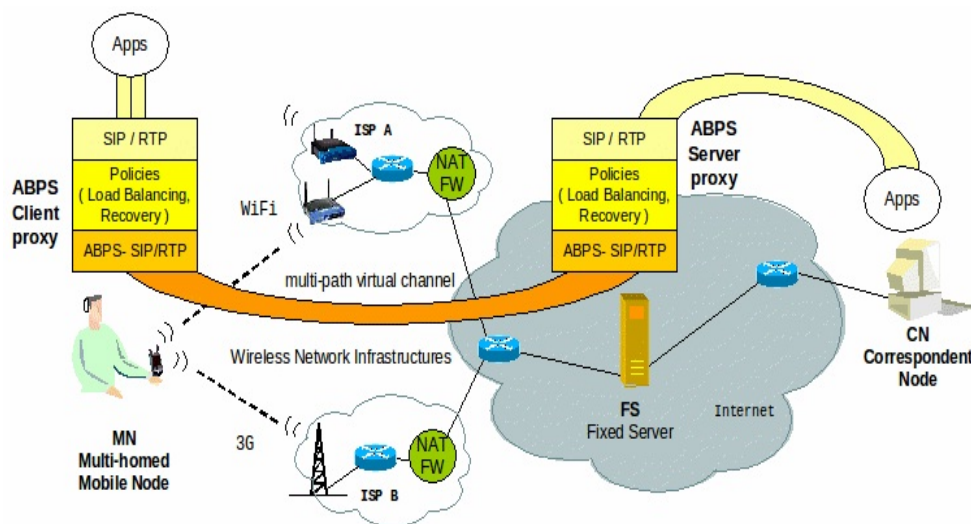 Apps
SIP / RTP
Policies
( Load Balancing,
Recovery )
ABPS- SIP/RTP
ABPS
Client
proxy
ISP A
NAT
FW
WiFi
multi-path virtual channel
SIP / RTP
Policies
( Load Balancing,
Recovery )
ABPS- SIP/RTP
ABPS
Server
proxy
Apps
CN
Correspondent
Node
Wireless Network Infrastructures
FS
Fixed Server
Internet
MN
Multi-homed
Mobile Node
3G
NAT
FW
ISP B